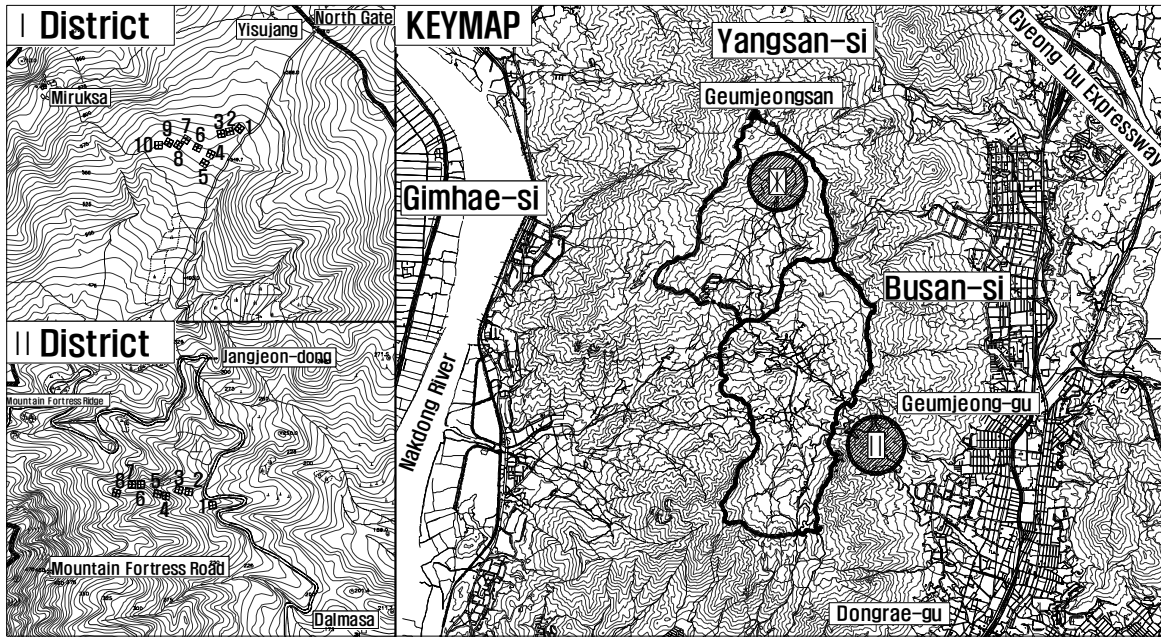 I District
North Gate
Yisujang
Miruksa
10
9
8
7
6
5
4
3
2
1
II District
Jangjeon-dong
Mountain Fortress Ridge
8
7
6
5
4
3
2
1
Mountain Fortress Road
Dalmasa
KEYMAP
Yangsan-si
Gyeong-bu Expressway
Geumjeongsan
Gimhae-si
Busan-si
Nakdong River
Geumjeong-gu
II
Dongrae-gu